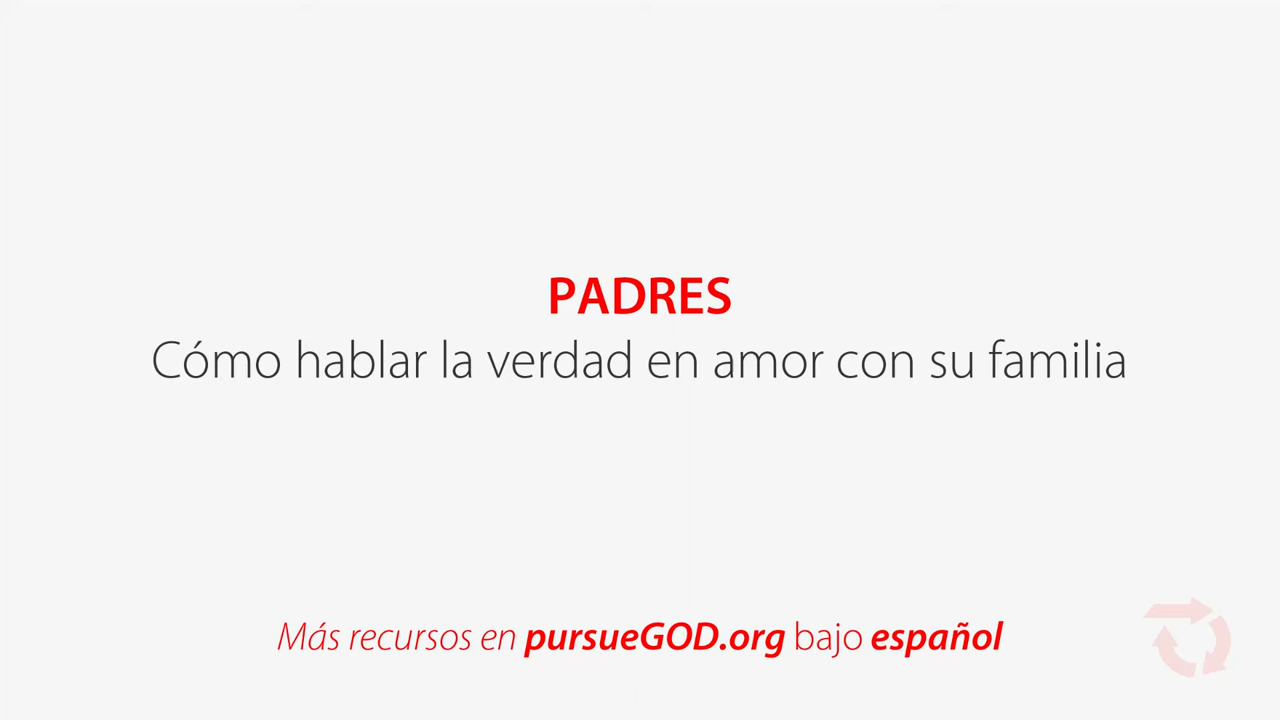 PADRES
Cómo hablar la verdad en amor con su familia
Más recursos en pursueGOD.org bajo español